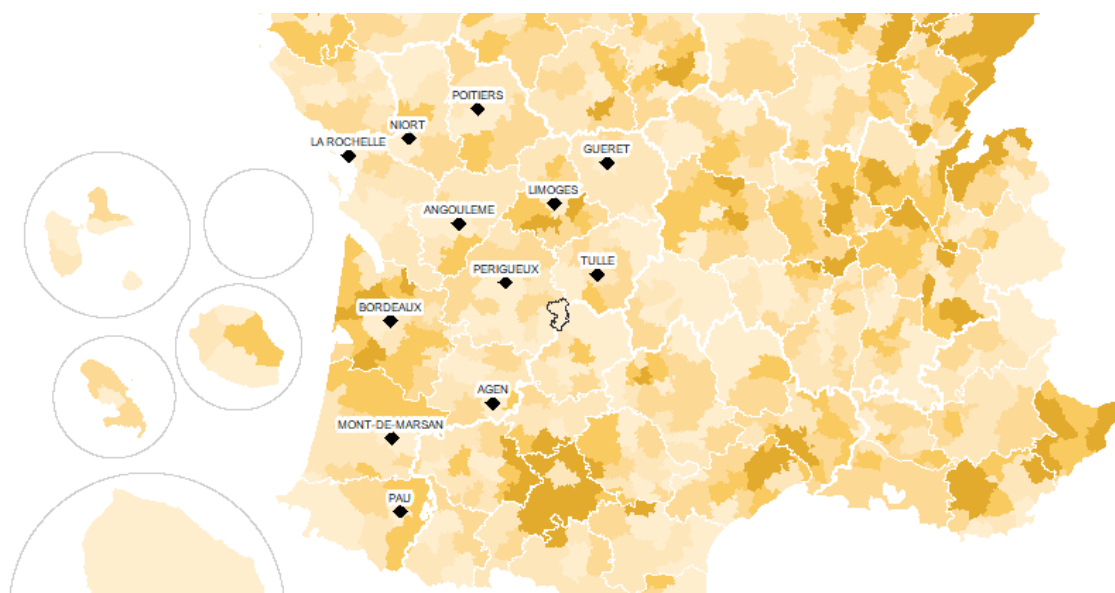 POITIERS
NIORT
LA ROCHELLE
GUERET
LIMOGES
ANGOULEME
PERIGUEUX
TULLE
BORDEAUX
AGEN
MONT-DE-MARSAN
PAU